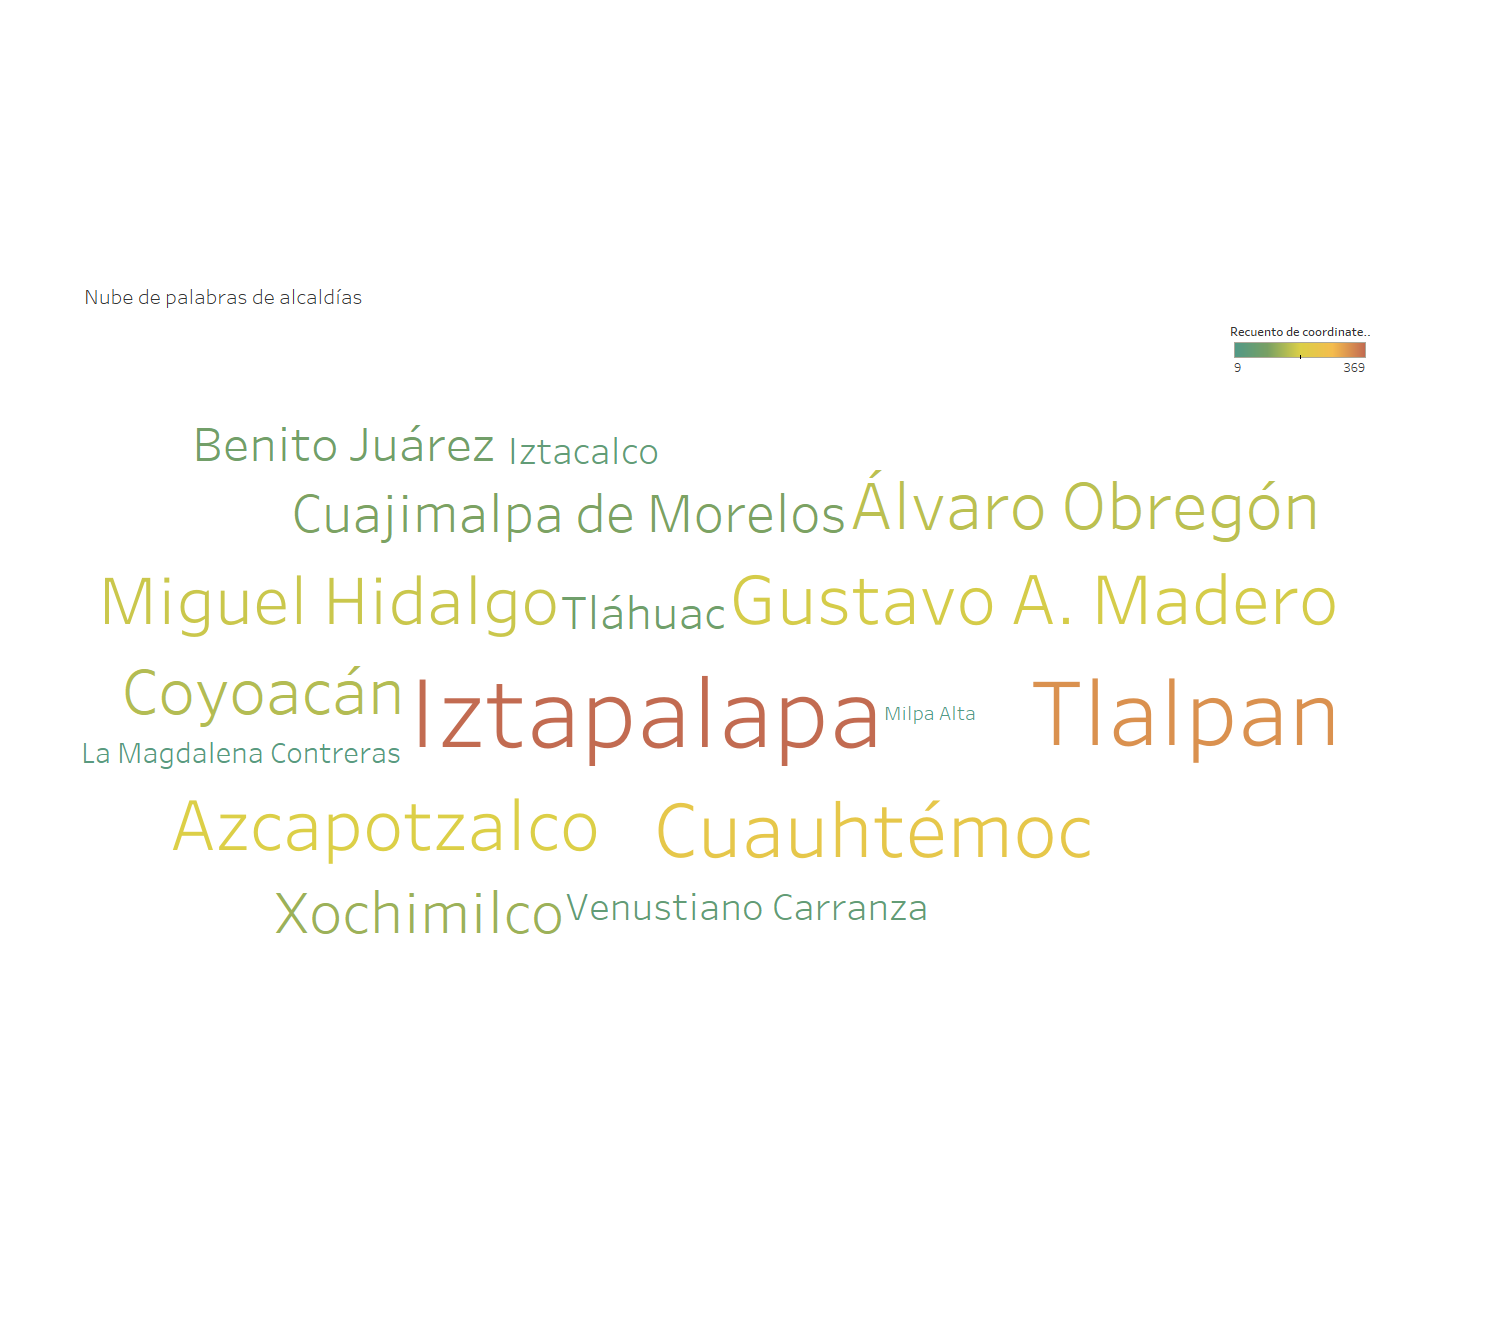 Nube de palabras de alcaldías
Recuento de coordinate..
9 369
Benito Juárez Iztacalco
Cuajimalpa de Morelos Álvaro Obregón
Miguel Hidalgo Tláhuac Gustavo A. Madero
Coyoacán Iztapalapa Milpa Alta Tlalpan
La Magdalena Contreras
Azcapotzalco Cuauhtémoc
Xochimilco Venustiano Carranza